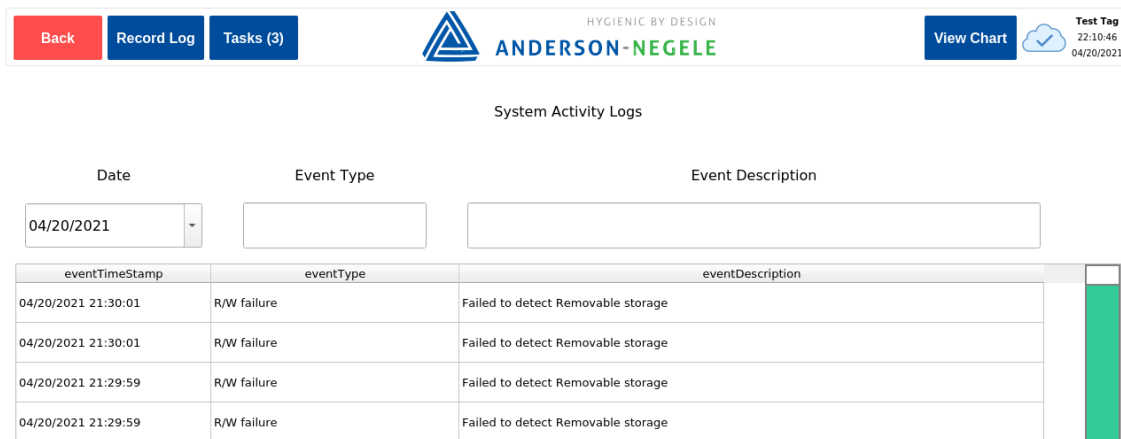 Back Record Log Tasks (3) HYGIENIC BY DESIGN View Chart Test Tag
ANDERSON-NEGELE 22:10:46
04/20/2021
System Activity Logs
Date Event Type Event Description
04/20/2021
eventTimeStamp eventType eventDescription
04/20/2021 21:30:01 R/W failure Failed to detect Removable storage
04/20/2021 21:30:01 R/W failure Failed to detect Removable storage
04/20/2021 21:29:59 R/W failure Failed to detect Removable storage
04/20/2021 21:29:59 R/W failure Failed to detect Removable storage